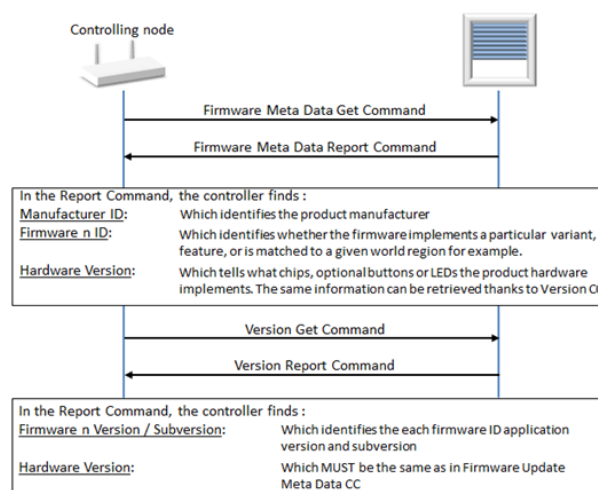 Controlling node
Firmware Meta Data Get Command
Firmware Meta Data Report Command
In the Report Command, the controller finds :
Manufacturer ID: Which identifies the product manufacturer
Firmware n ID: Which identifies whether the firmware implements a particular variant,
feature, or is matched to a given world region for example.
Hardware Version: Which tells what chips, optional buttons or LEDs the product hardware
implements. The same information can be retrieved thanks to Version CC
Version Get Command
Version Report Command
In the Report Command, the controller finds :
Firmware n Version / Subversion: Which identifies the each firmware ID application
version and subversion
Hardware Version: Which MUST be the same as in Firmware Update
Meta Data CC